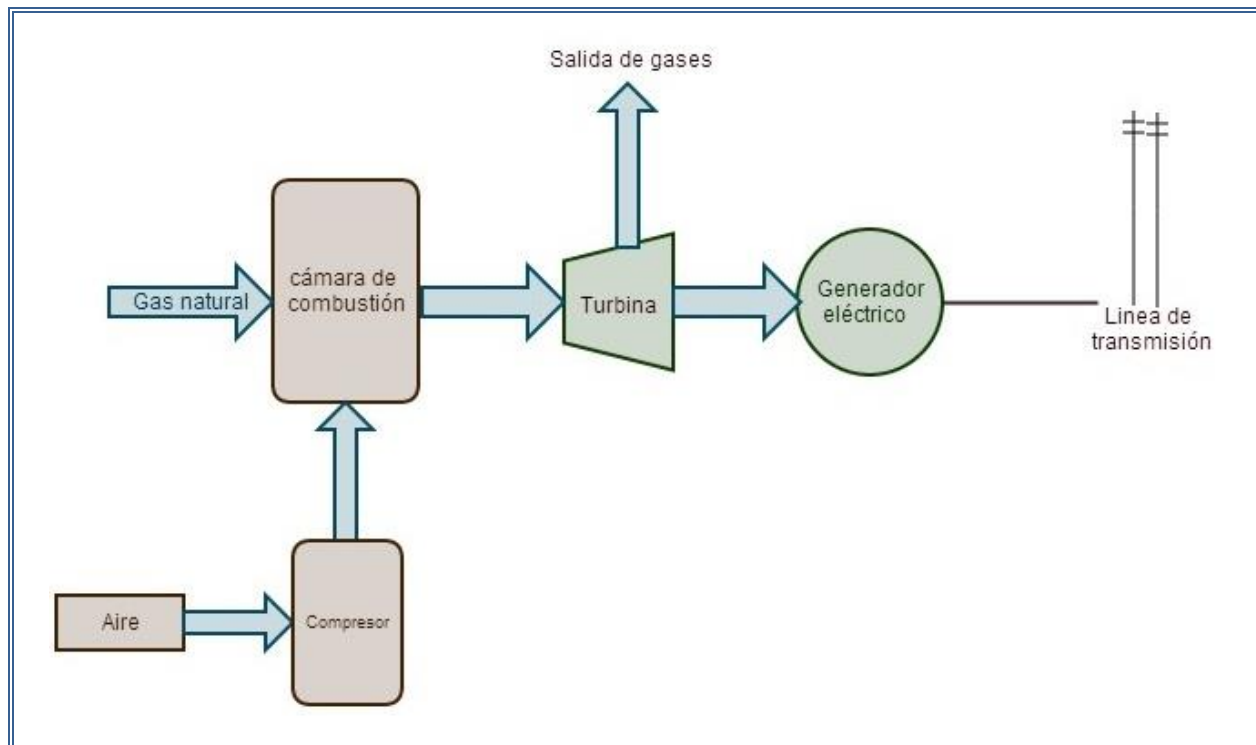 Salida de gases
Gas natural
cámara de
combustión
Turbina
Generador
eléctrico
Linea de
transmisión
Aire
Compresor